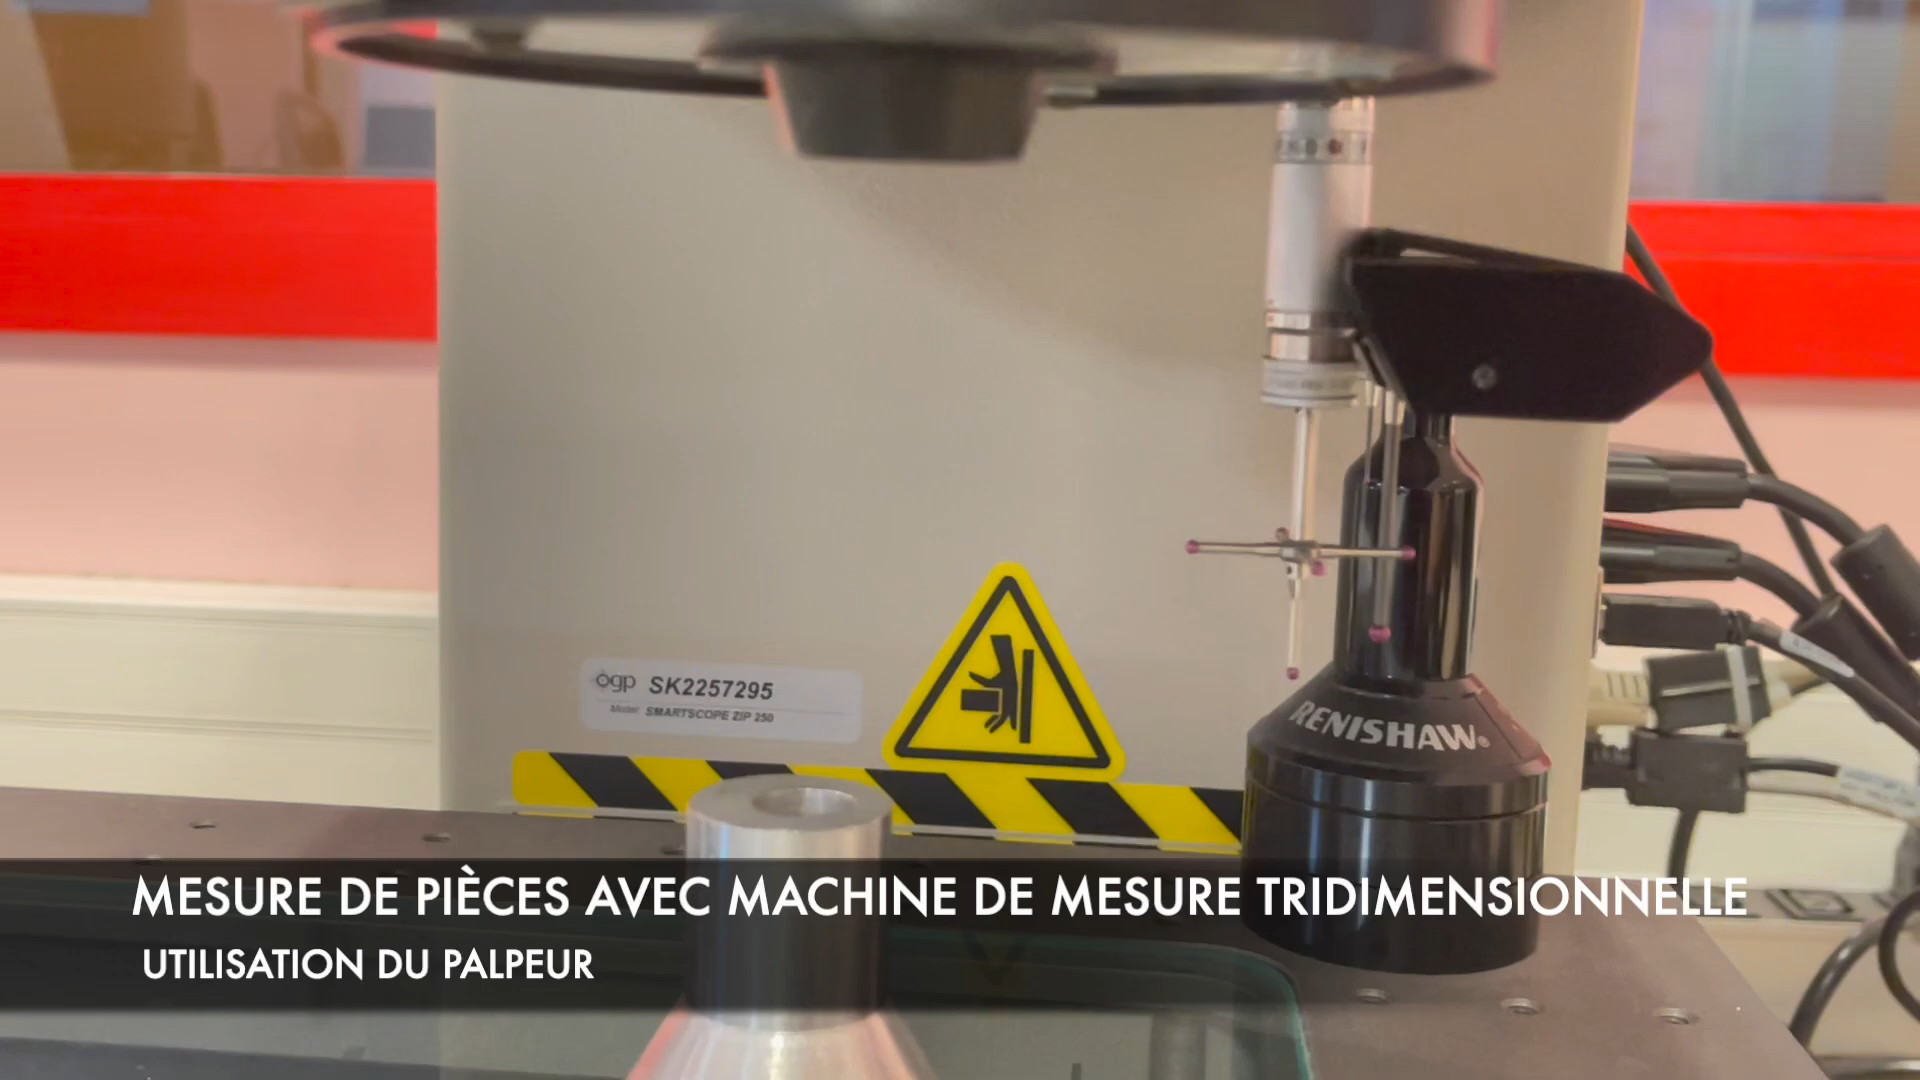 ogp SK2257295
Model: SMARTSCOPE ZIP 250
RENISHAW®
MESURE DE PIÈCES AVEC MACHINE DE MESURE TRIDIMENSIONNELLE
UTILISATION DU PALPEUR